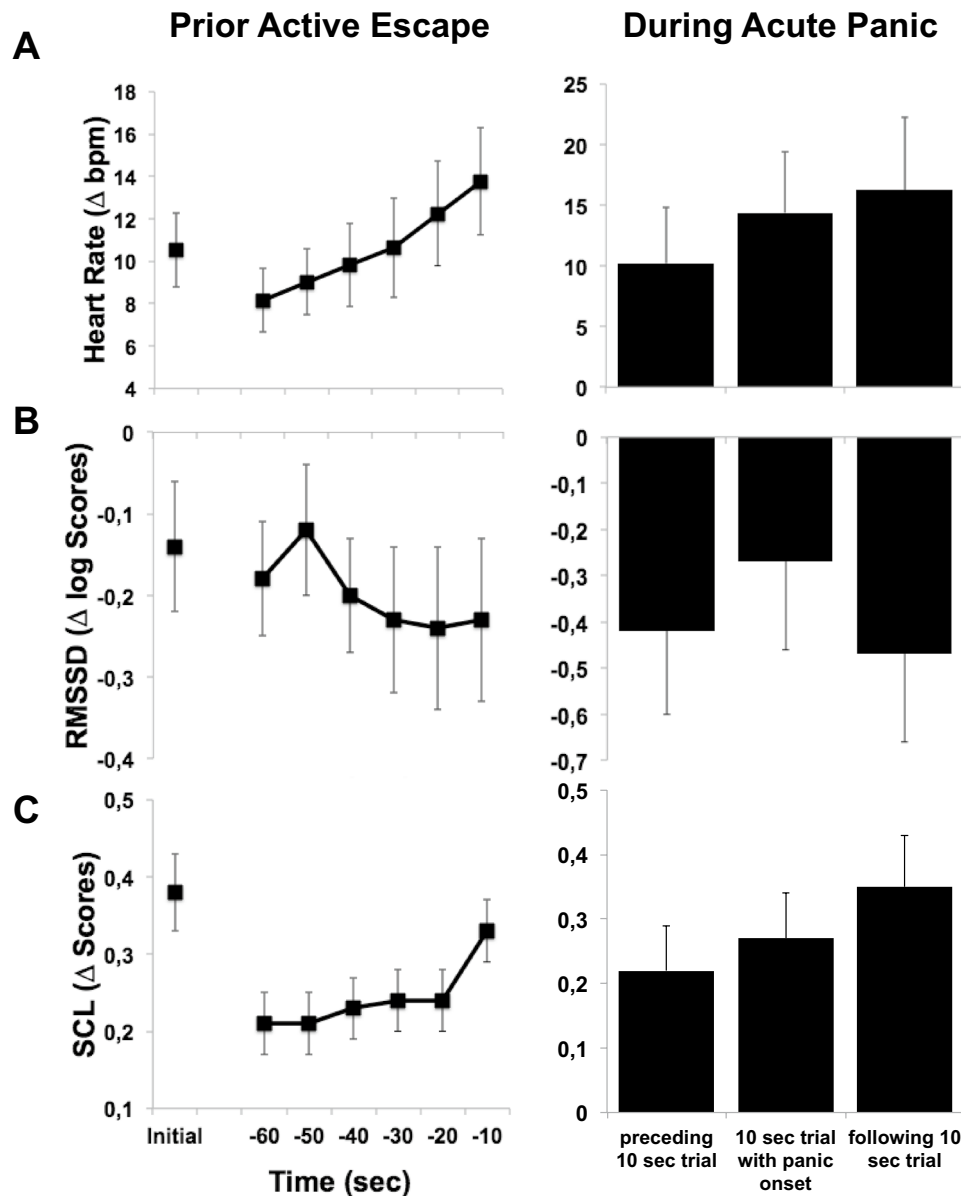 Prior Active Escape
During Acute Panic
A
Heart Rate (Δ bpm)
18
16
14
12
10
8
6
4
25
20
15
10
5
0
B
RMSSD (Δ log Scores)
0
-0,1
-0,2
-0,3
-0,4
0
-0,1
-0,2
-0,3
-0,4
-0,5
-0,6
-0,7
C
SCL (Δ Scores)
0,5
0,4
0,3
0,2
0,1
Initial -60 -50 -40 -30 -20 -10
Time (sec)
0,5
0,4
0,3
0,2
0,1
0
preceding
10 sec trial
10 sec trial
with panic
onset
following 10
sec trial